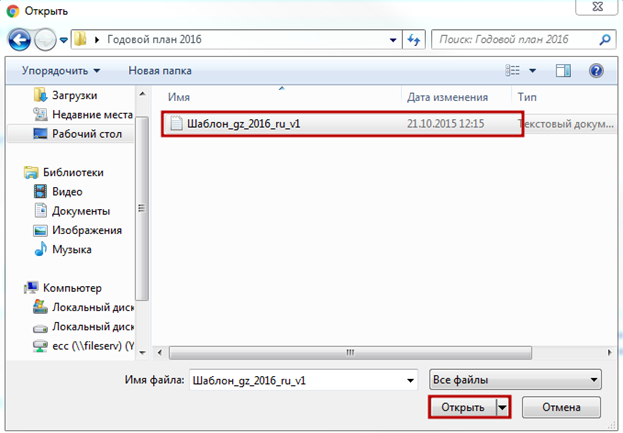 Открыть
Годовой план 2016
Поиск: Годовой план 2016
Упорядочить
Новая папка
Имя
Дата изменения
Тип
Загрузки
Недавние места
Рабочий стол
Библиотеки
Видео
Документы
Изображения
Музыка
Компьютер
Локальный диск
Локальный диск
ecc (\\fileserv) (Y
Шаблон_gz_2016_ru_v1
21.10.2015 12:15
Текстовый докум...
Имя файла:
Шаблон_gz_2016_ru_v1
Все файлы
Открыть
Отмена